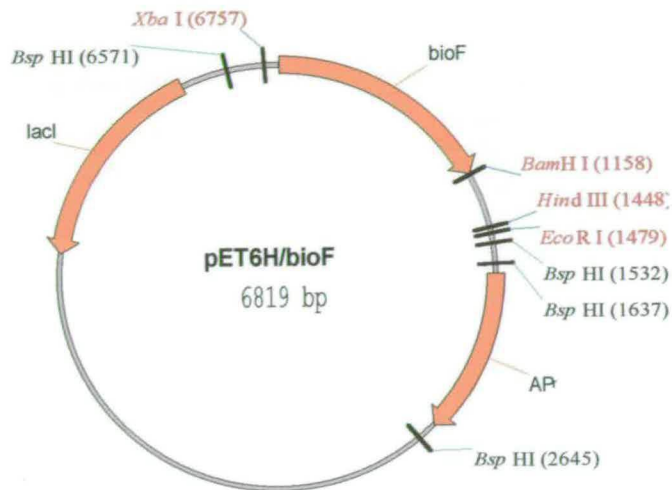 Xba I (6757)
Bsp HI (6571)
bioF
lacI
BamH I (1158)
Hind III (1448)
EcoR I (1479)
pET6H/bioF
6819 bp
Bsp HI (1532)
Bsp HI (1637)
APr
Bsp HI (2645)